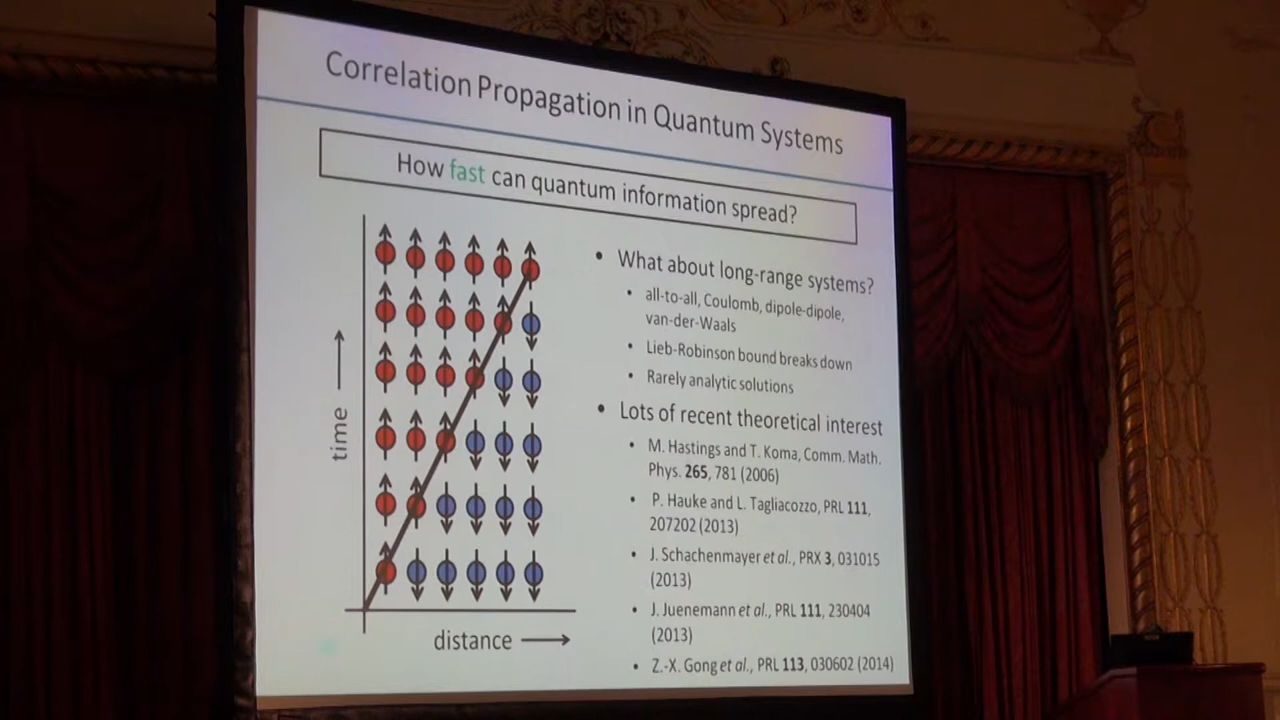 Correlation Propagation in Quantum Systems
How fast can quantum information spread?
time
distance
• What about long-range systems?
• all-to-all, Coulomb, dipole-dipole,
van-der-Waals
• Lieb-Robinson bound breaks down
• Rarely analytic solutions
• Lots of recent theoretical interest
• M. Hastings and T. Koma, Comm. Math.
Phys. 265, 781 (2006)
• P. Hauke and L. Tagliacozzo, PRL 111,
207202 (2013)
• J. Schachenmayer et al., PRX 3, 031015
(2013)
• J. Juenemann et al., PRL 111, 230404
(2013)
• Z.-X. Gong et al., PRL 113, 030602 (2014)